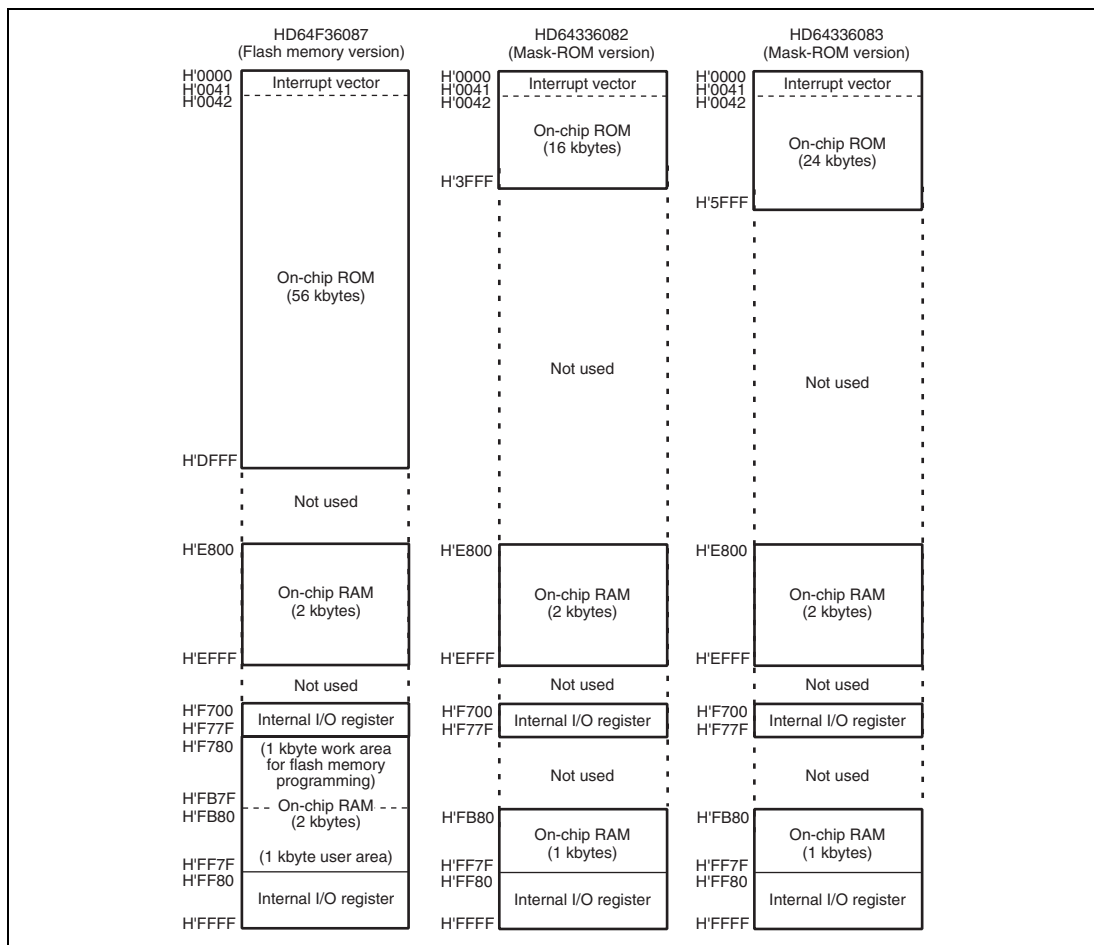 HD64F36087
(Flash memory version)
H'0000
H'0041
H'0042
Interrupt vector
On-chip ROM
(56 kbytes)
H'DFFF
Not used
H'E800
On-chip RAM
(2 kbytes)
H'EFFF
Not used
H'F700
H'F77F
Internal I/O register
H'F780
(1 kbyte work area
for flash memory
programming)
H'FB7F
H'FB80
On-chip RAM
(2 kbytes)
(1 kbyte user area)
H'FF7F
H'FF80
Internal I/O register
H'FFFF
HD64336082
(Mask-ROM version)
H'0000
H'0041
H'0042
Interrupt vector
On-chip ROM
(16 kbytes)
H'3FFF
Not used
H'E800
On-chip RAM
(2 kbytes)
H'EFFF
Not used
H'F700
H'F77F
Internal I/O register
Not used
H'FB80
On-chip RAM
(1 kbytes)
H'FF7F
H'FF80
Internal I/O register
H'FFFF
HD64336083
(Mask-ROM version)
H'0000
H'0041
H'0042
Interrupt vector
On-chip ROM
(24 kbytes)
H'5FFF
Not used
H'E800
On-chip RAM
(2 kbytes)
H'EFFF
Not used
H'F700
H'F77F
Internal I/O register
Not used
H'FB80
On-chip RAM
(1 kbytes)
H'FF7F
H'FF80
Internal I/O register
H'FFFF